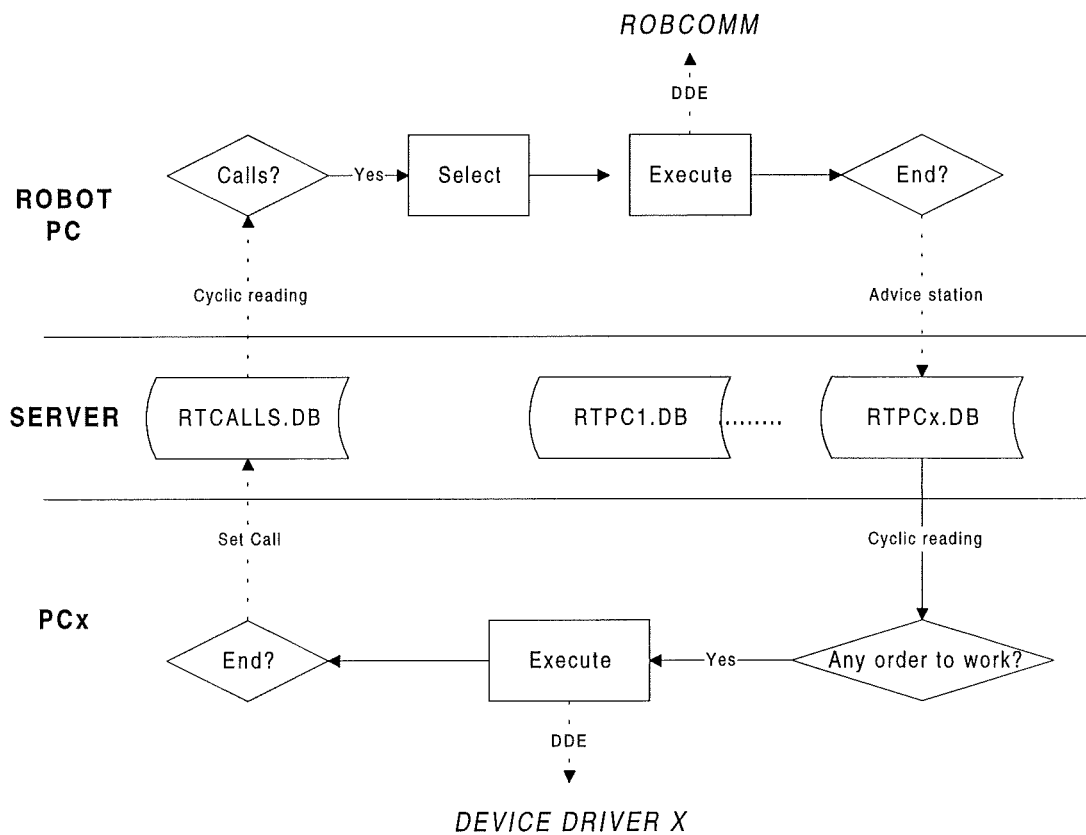 ROBCOMM
DDE
Calls?
Yes
Select
Execute
End?
ROBOT
PC
Cyclic reading
Advice station
SERVER
RTCALLS.DB
RTPC1.DB
.........
RTPCx.DB
Set Call
Cyclic reading
PCx
End?
Execute
Yes
Any order to work?
DDE
DEVICE DRIVER X